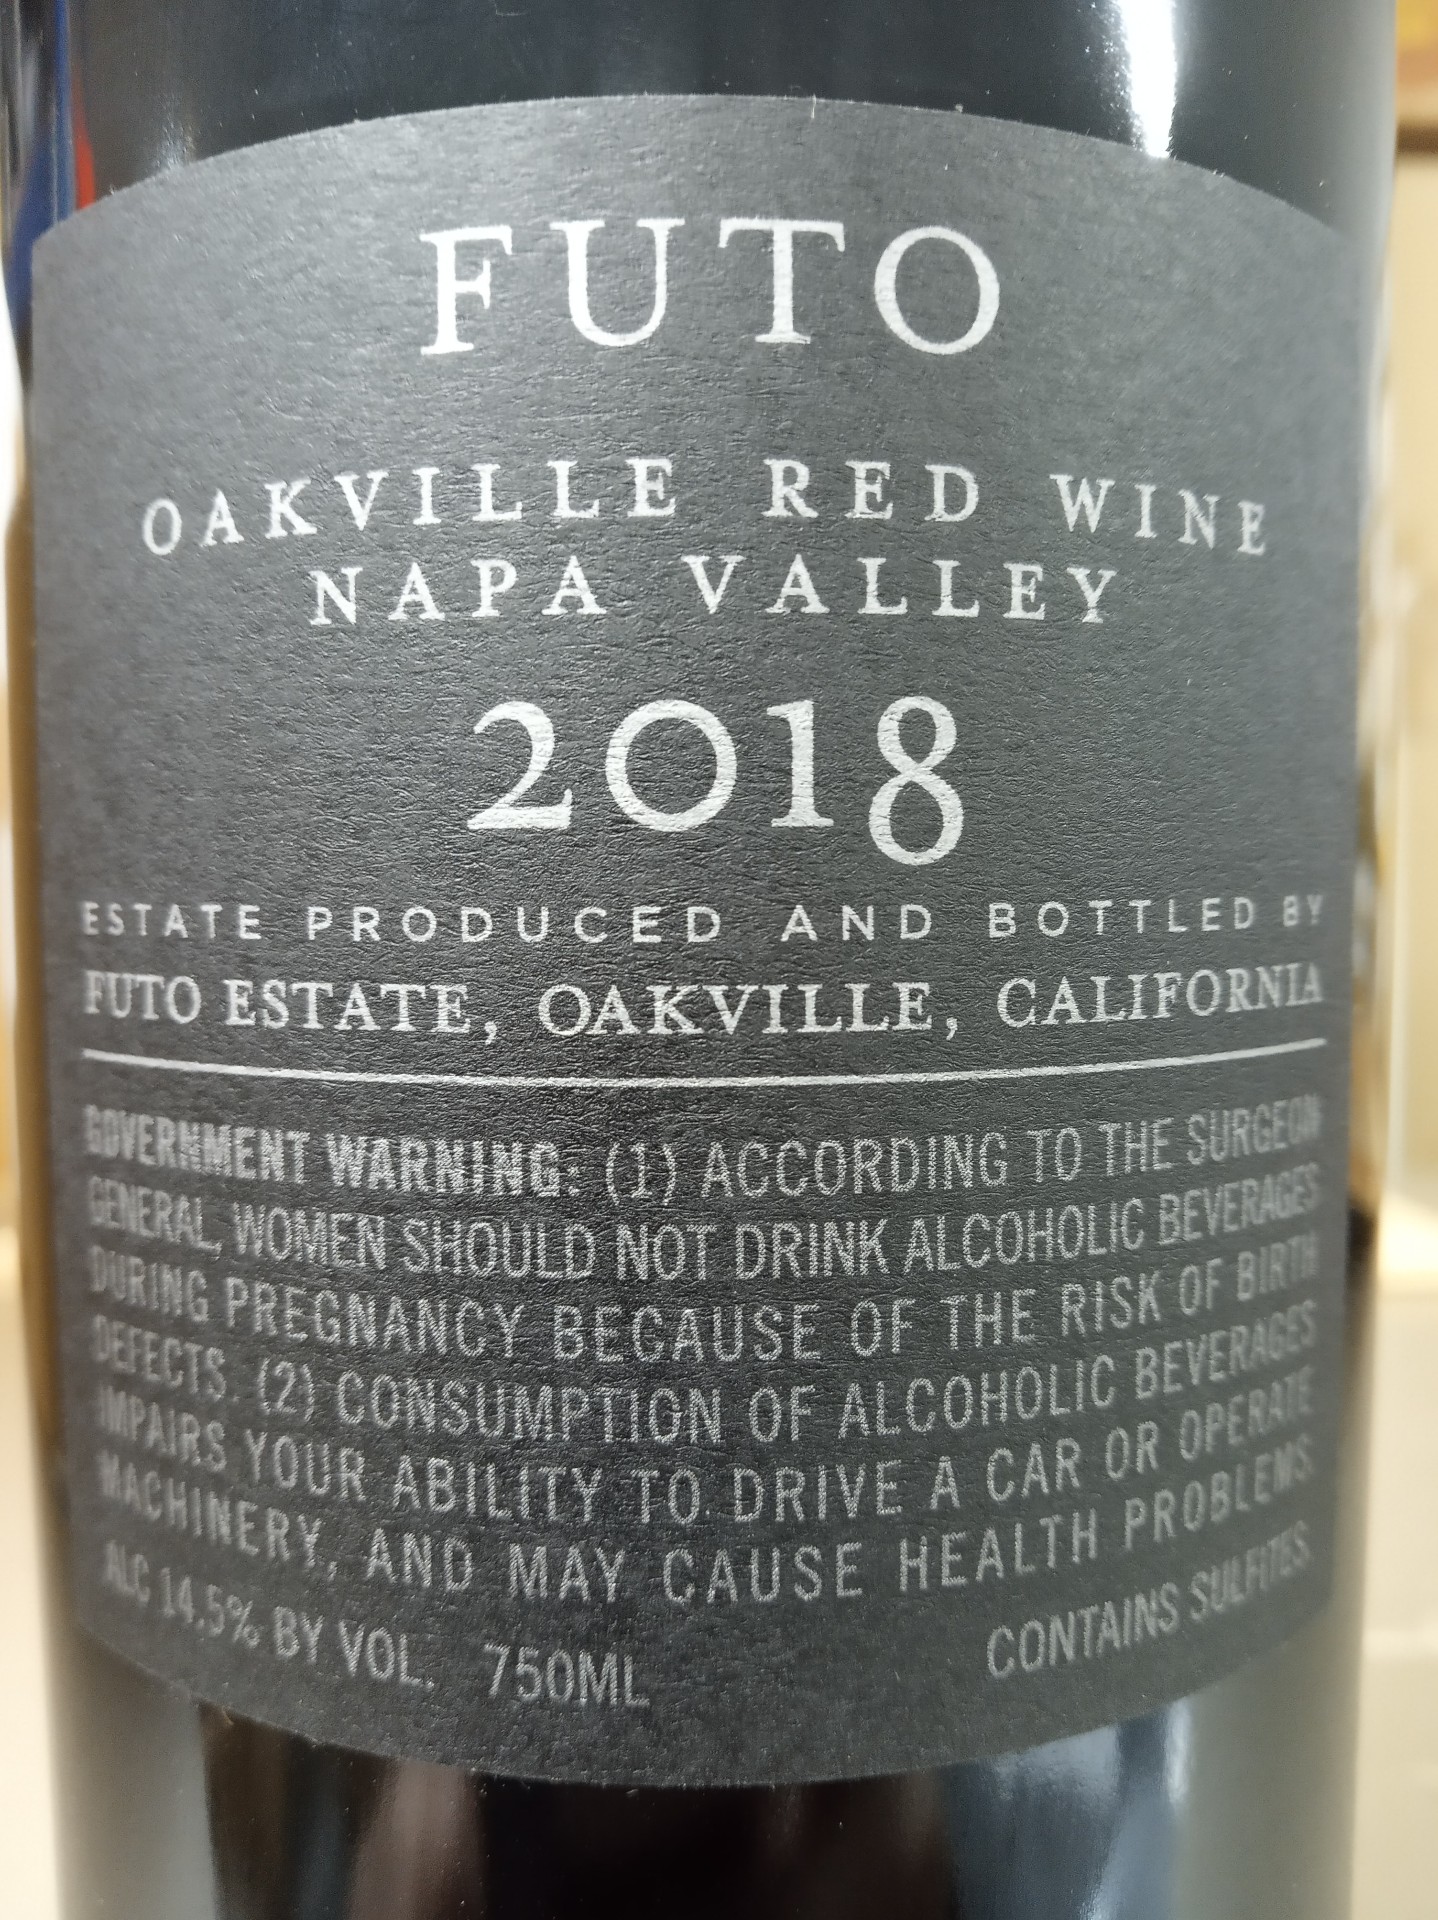 FUTO
OAKVILLE RED WINE
NAPA VALLEY
2018
ESTATE PRODUCED AND BOTTLED BY
FUTO ESTATE, OAKVILLE, CALIFORNIA
GOVERNMENT WARNING: (1) ACCORDING TO THE SURGEON
GENERAL, WOMEN SHOULD NOT DRINK ALCOHOLIC BEVERAGES
DURING PREGNANCY BECAUSE OF THE RISK OF BIRTH
DEFECTS. (2) CONSUMPTION OF ALCOHOLIC BEVERAGES
IMPAIRS YOUR ABILITY TO DRIVE A CAR OR OPERATE
MACHINERY, AND MAY CAUSE HEALTH PROBLEMS.
ALC 14.5% BY VOL. 750ML CONTAINS SULFITES.